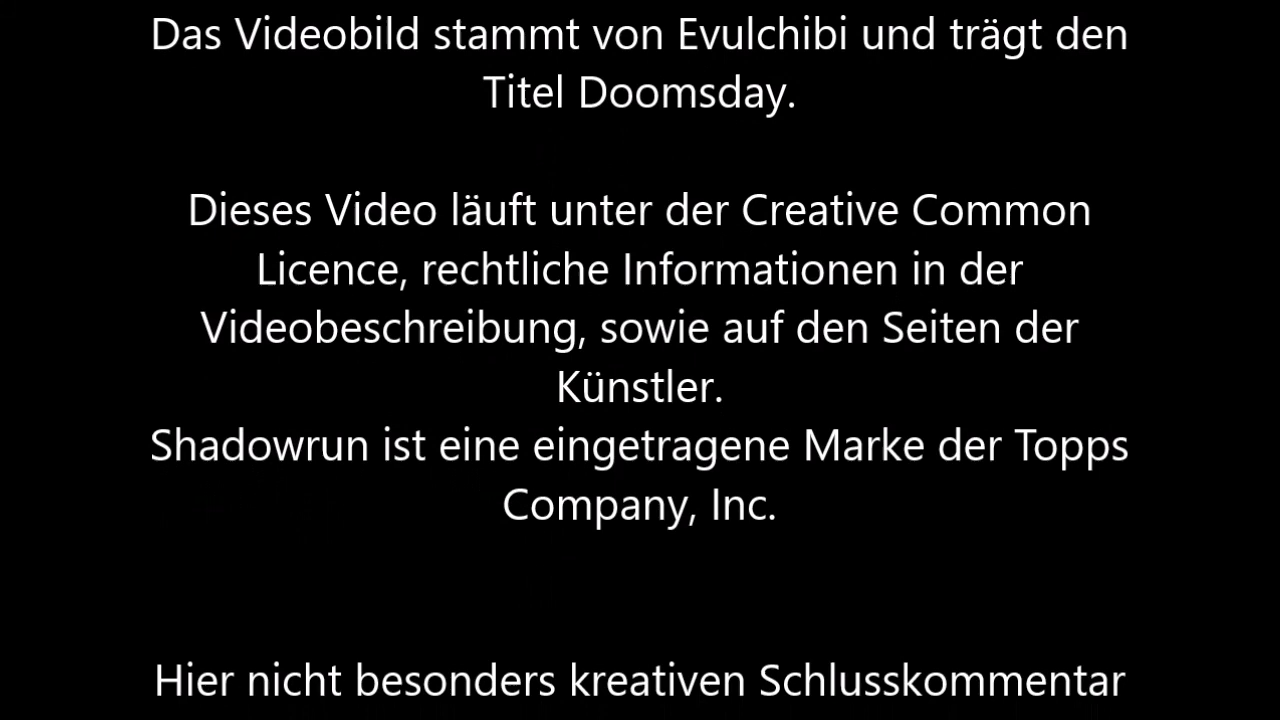 Das Videobild stammt von Evulchibi und trägt den
Titel Doomsday.
Dieses Video läuft unter der Creative Common
Licence, rechtliche Informationen in der
Videobeschreibung, sowie auf den Seiten der
Künstler.
Shadowrun ist eine eingetragene Marke der Topps
Company, Inc.
Hier nicht besonders kreativen Schlusskommentar